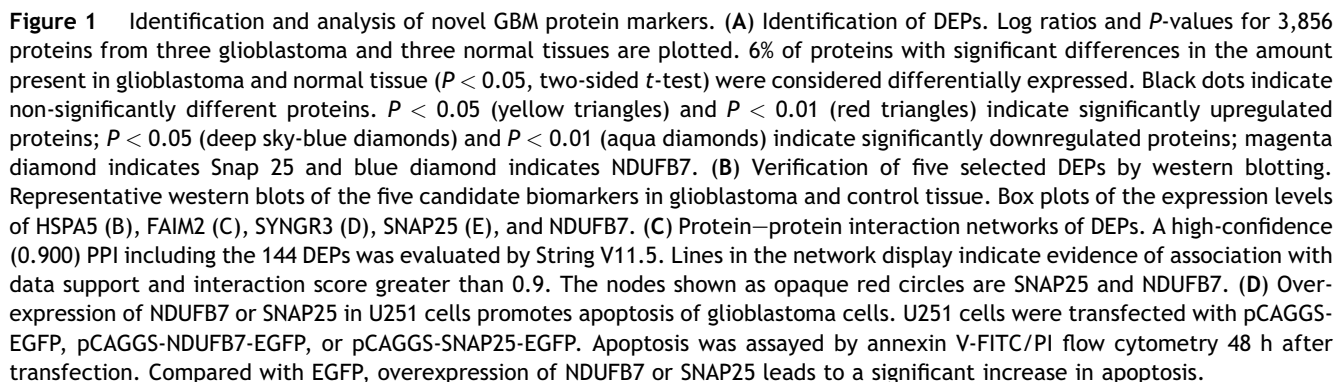 Figure 1 Identification and analysis of novel GBM protein markers. (A) Identification of DEPs. Log ratios and P-values for 3,856
proteins from three glioblastoma and three normal tissues are plotted. 6% of proteins with significant differences in the amount
present in glioblastoma and normal tissue (P < 0.05, two-sided t-test) were considered differentially expressed. Black dots indicate
non-significantly different proteins. P < 0.05 (yellow triangles) and P < 0.01 (red triangles) indicate significantly upregulated
proteins; P < 0.05 (deep sky-blue diamonds) and P < 0.01 (aqua diamonds) indicate significantly downregulated proteins; magenta
diamond indicates Snap 25 and blue diamond indicates NDUFB7. (B) Verification of five selected DEPs by western blotting.
Representative western blots of the five candidate biomarkers in glioblastoma and control tissue. Box plots of the expression levels
of HSPA5 (B), FAIM2 (C), SYNGR3 (D), SNAP25 (E), and NDUFB7. (C) Protein−protein interaction networks of DEPs. A high-confidence
(0.900) PPI including the 144 DEPs was evaluated by String V11.5. Lines in the network display indicate evidence of association with
data support and interaction score greater than 0.9. The nodes shown as opaque red circles are SNAP25 and NDUFB7. (D) Over-
expression of NDUFB7 or SNAP25 in U251 cells promotes apoptosis of glioblastoma cells. U251 cells were transfected with pCAGGS-
EGFP, pCAGGS-NDUFB7-EGFP, or pCAGGS-SNAP25-EGFP. Apoptosis was assayed by annexin V-FITC/PI flow cytometry 48 h after
transfection. Compared with EGFP, overexpression of NDUFB7 or SNAP25 leads to a significant increase in apoptosis.